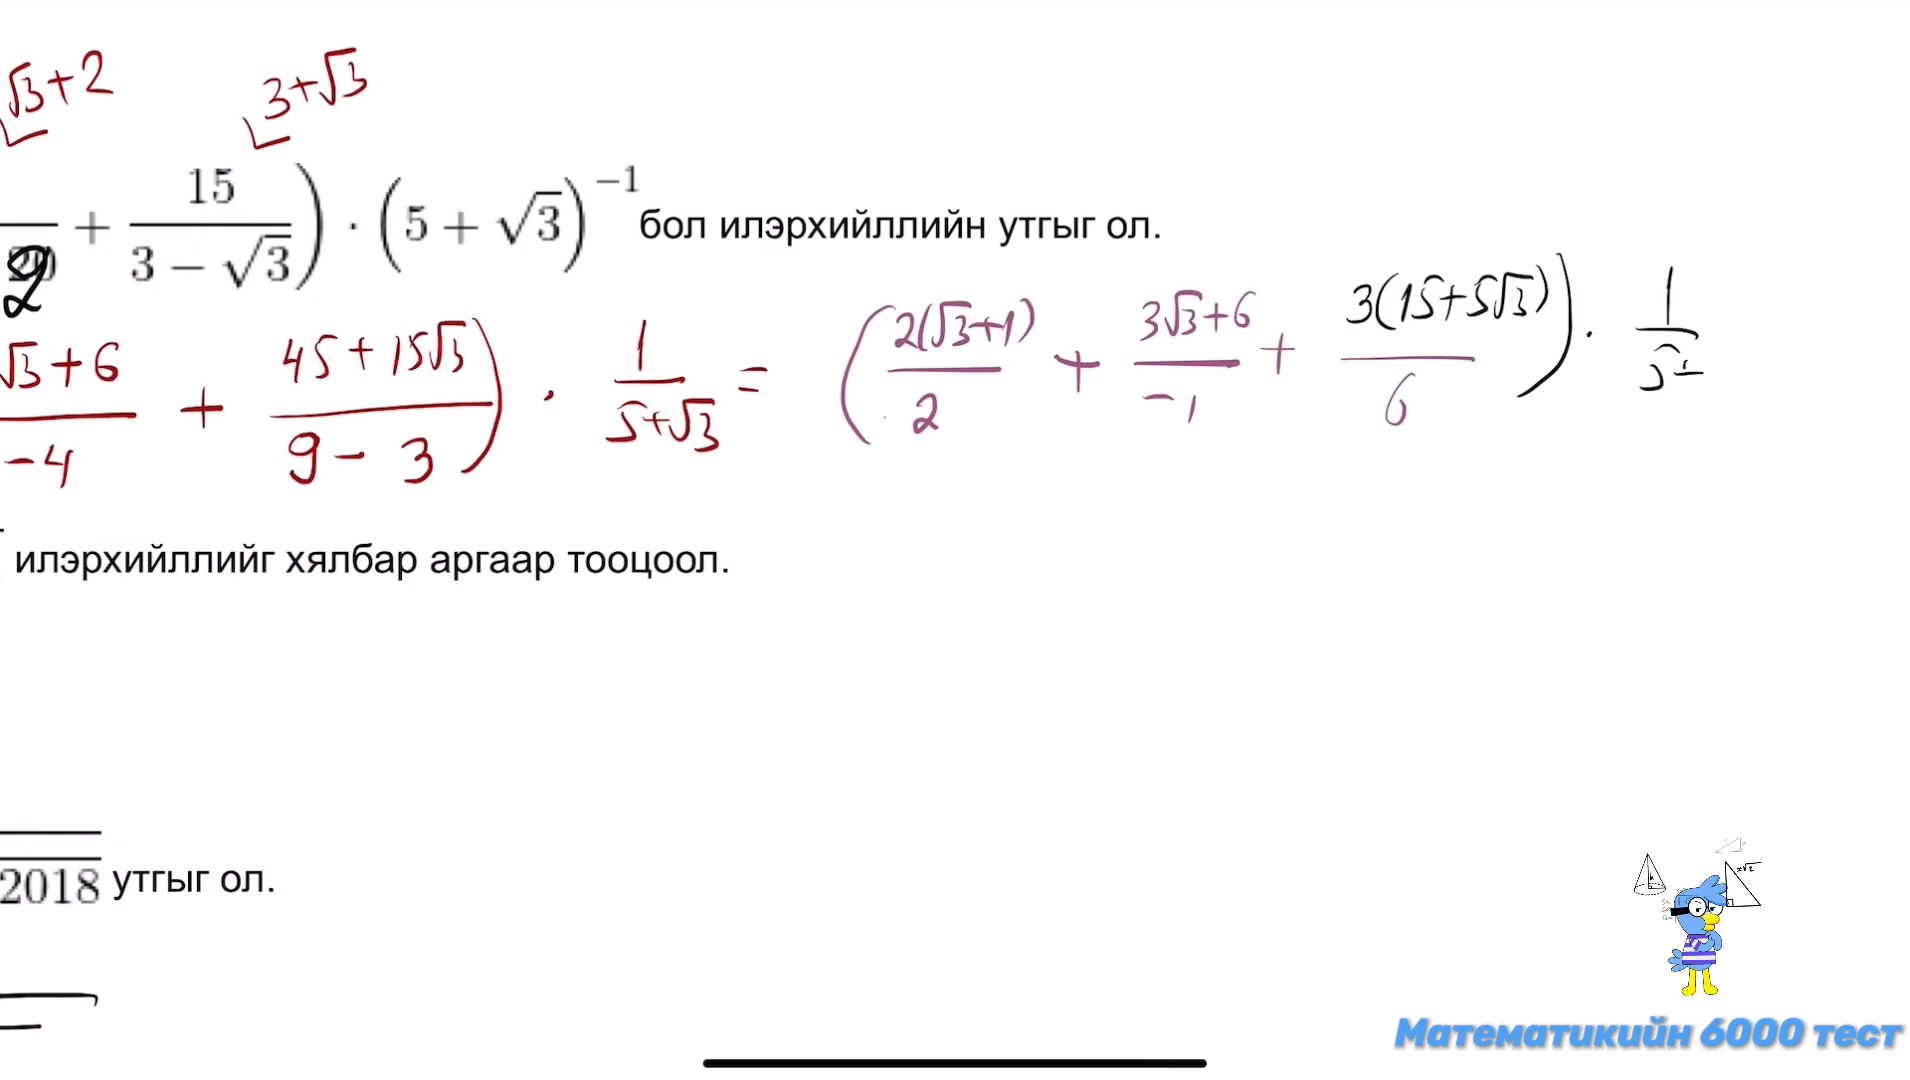 √3+2 3+√3
+ 15/(3 − √3)) · (5 + √3)^−1 бол илэрхийллийн утгыг ол.
2
(2(√3+1)/2 + (3√3+6)/−1 + 3(15+5√3)/6) · 1/
√3+6/−4 + (45+15√3)/(9−3)) · 1/(5+√3) =
илэрхийллийг хялбар аргаар тооцоол.
2018 утгыг ол.
Математикийн 6000 тест